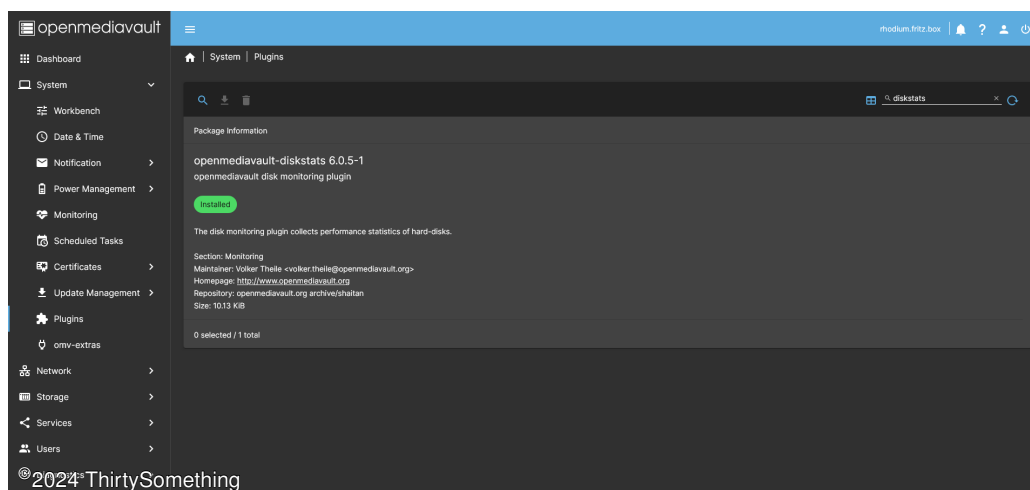 openmediavault
rhodium.fritz.box
?
Dashboard
System | Plugins
System
diskstats
Workbench
Package Information
Date & Time
openmediavault-diskstats 6.0.5-1
Notification
openmediavault disk monitoring plugin
Power Management
Installed
Monitoring
The disk monitoring plugin collects performance statistics of hard-disks.
Scheduled Tasks
Section: Monitoring
Certificates
Maintainer: Volker Theile <volker.theile@openmediavault.org>
Homepage: http://www.openmediavault.org
Update Management
Repository: openmediavault.org archive/shaitan
Size: 10.13 KiB
Plugins
0 selected / 1 total
omv-extras
Network
Storage
Services
Users
Diagnostics
©2024 ThirtySomething